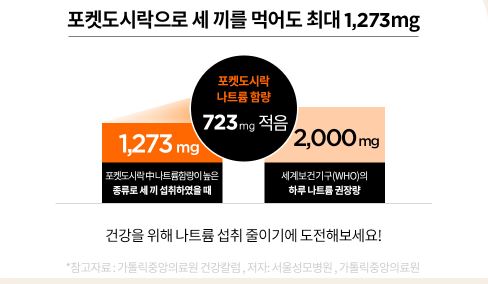 포켓도시락으로 세 끼를 먹어도 최대 1,273mg
포켓도시락
나트륨 함량
723mg 적음
1,273 mg
2,000mg
포켓도시락 中 나트륨함량이 높은
종류로 세 끼 섭취하였을 때
세계보건기구(WHO)의
하루 나트륨 권장량
건강을 위해 나트륨 섭취 줄이기에 도전해보세요!
*참고자료 : 가톨릭중앙의료원 건강칼럼 , 저자: 서울성모병원 , 가톨릭중앙의료원